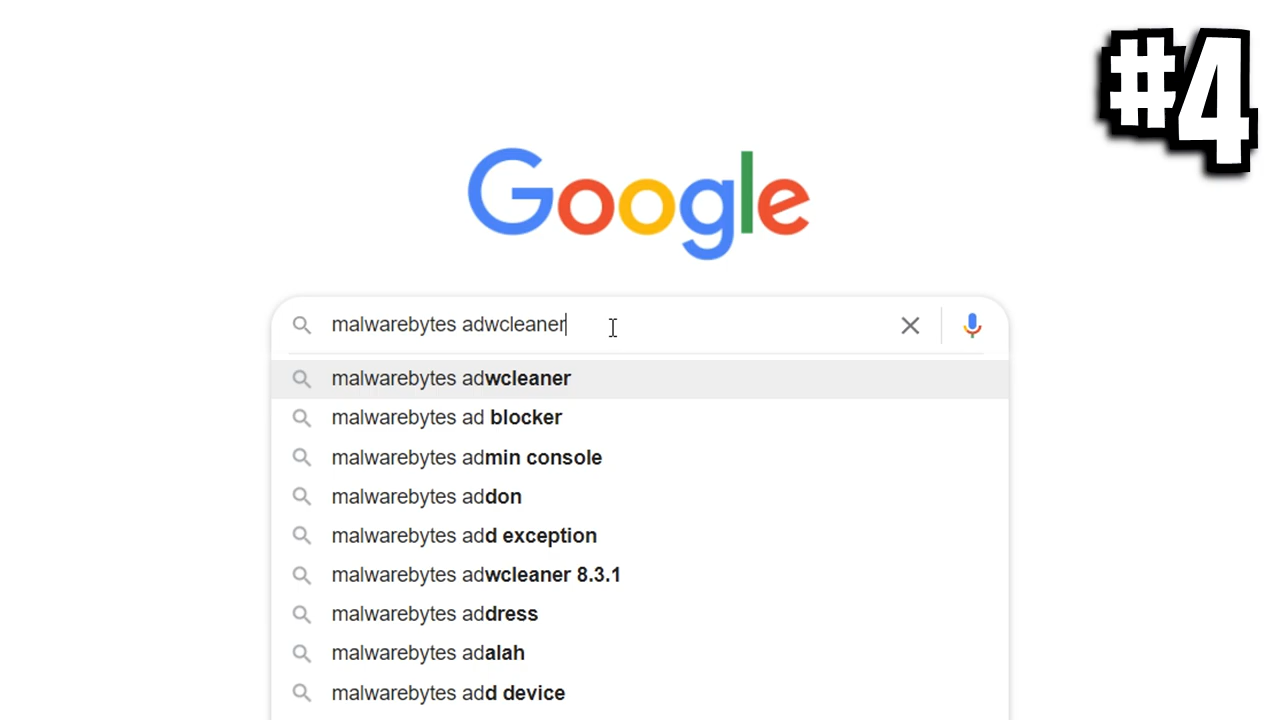 #4
Google
malwarebytes adwcleaner
malwarebytes adwcleaner
malwarebytes ad blocker
malwarebytes admin console
malwarebytes addon
malwarebytes add exception
malwarebytes adwcleaner 8.3.1
malwarebytes address
malwarebytes adalah
malwarebytes add device